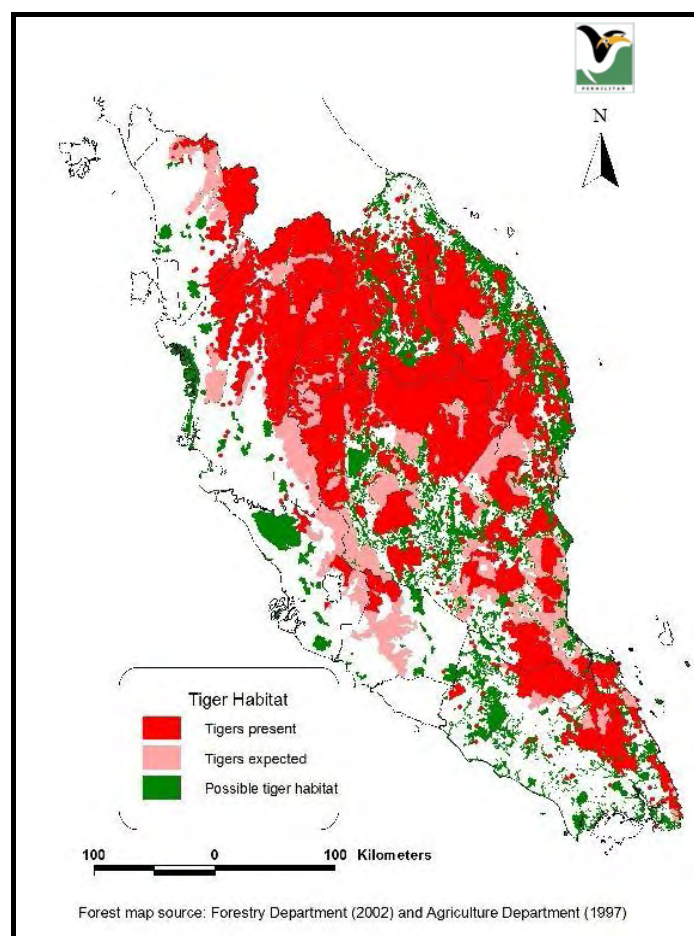 PERHILITAN
N
Tiger Habitat
Tigers present
Tigers expected
Possible tiger habitat
100 0 100 Kilometers
Forest map source: Forestry Department (2002) and Agriculture Department (1997)